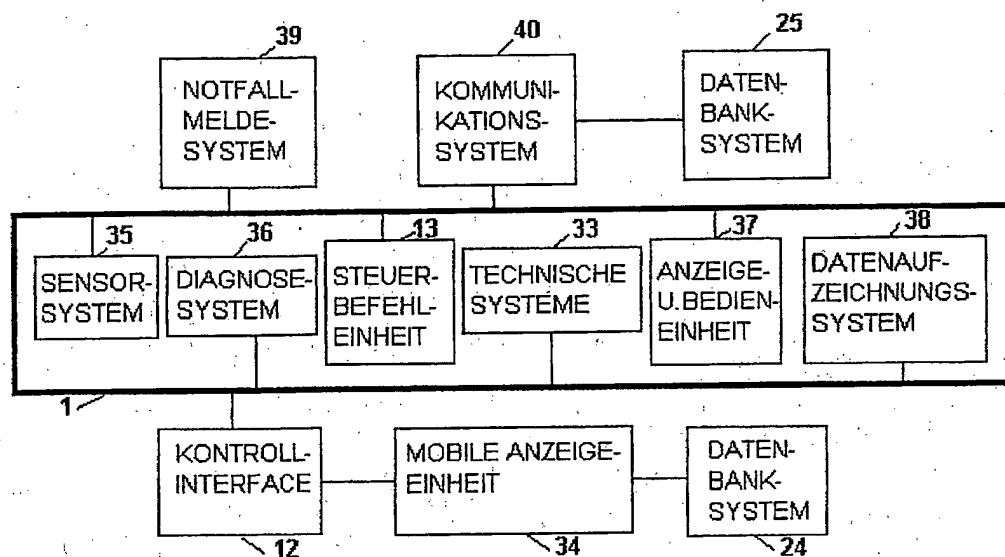 39
40
25
NOTFALL-
MELDE-
SYSTEM
KOMMUNI-
KATIONS-
SYSTEM
DATEN-
BANK-
SYSTEM
35
36
13
33
37
38
SENSOR-
SYSTEM
DIAGNOSE-
SYSTEM
STEUER-
BEFEHL-
EINHEIT
TECHNISCHE
SYSTEME
ANZEIGE-
U.BEDIEN-
EINHEIT
DATENAUF-
ZEICHNUNGS-
SYSTEM
1
KONTROLL-
INTERFACE
MOBILE ANZEIGE-
EINHEIT
DATEN-
BANK-
SYSTEM
12
34
24